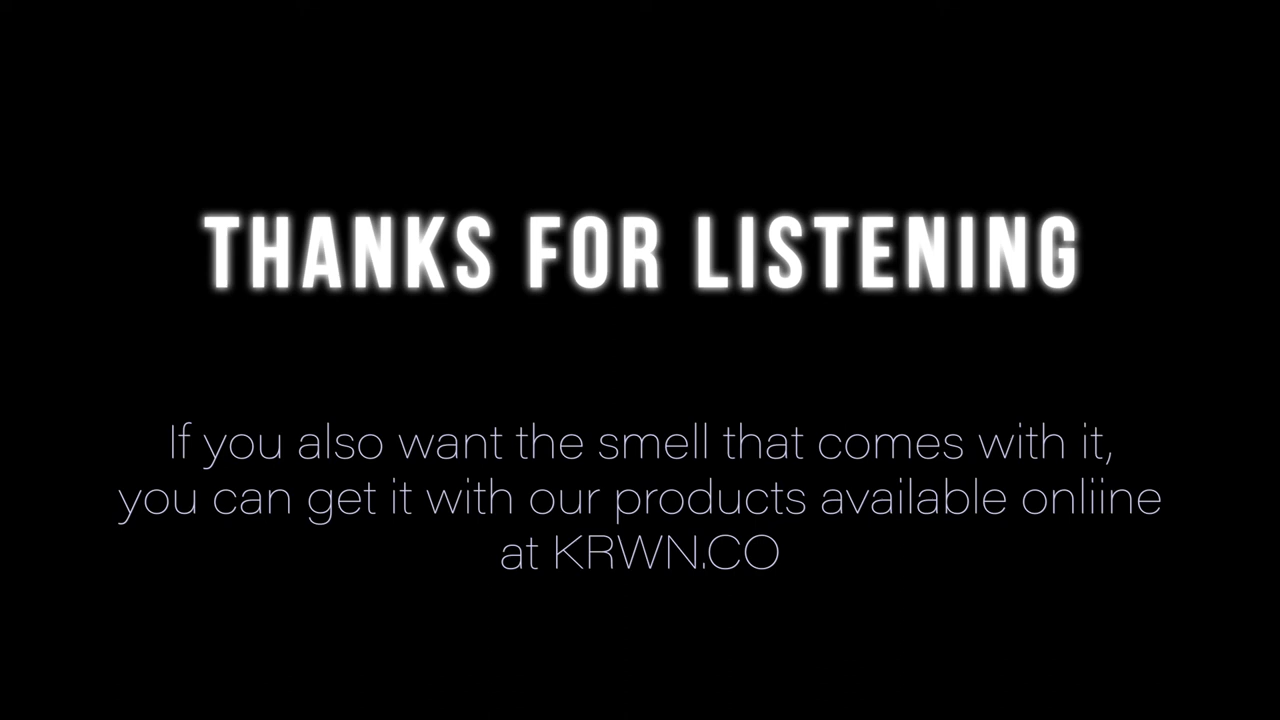 THANKS FOR LISTENING
If you also want the smell that comes with it,
you can get it with our products available onliine
at KRWN.CO